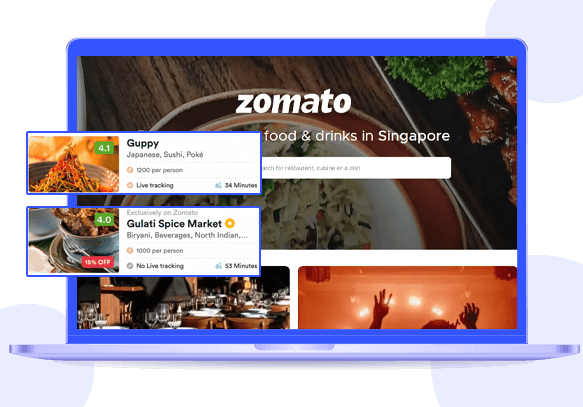 zomato
food & drinks in Singapore
search for restaurant, cuisine or a dish
4.1
Guppy
Japanese, Sushi, Poké
1200 per person
Live tracking
34 Minutes
Exclusively on Zomato
4.0
Gulati Spice Market
Biryani, Beverages, North Indian,...
1000 per person
15% OFF
No Live tracking
53 Minutes